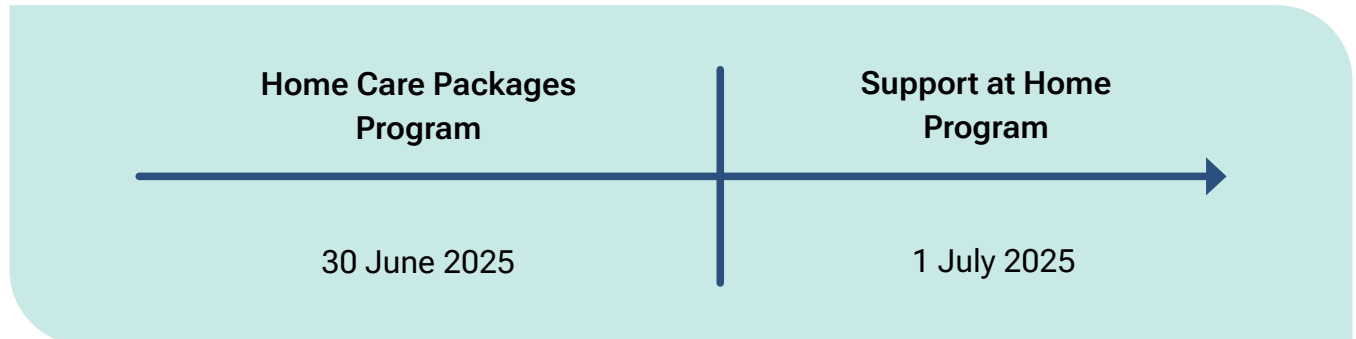 Home Care Packages
Program
Support at Home
Program
30 June 2025
1 July 2025